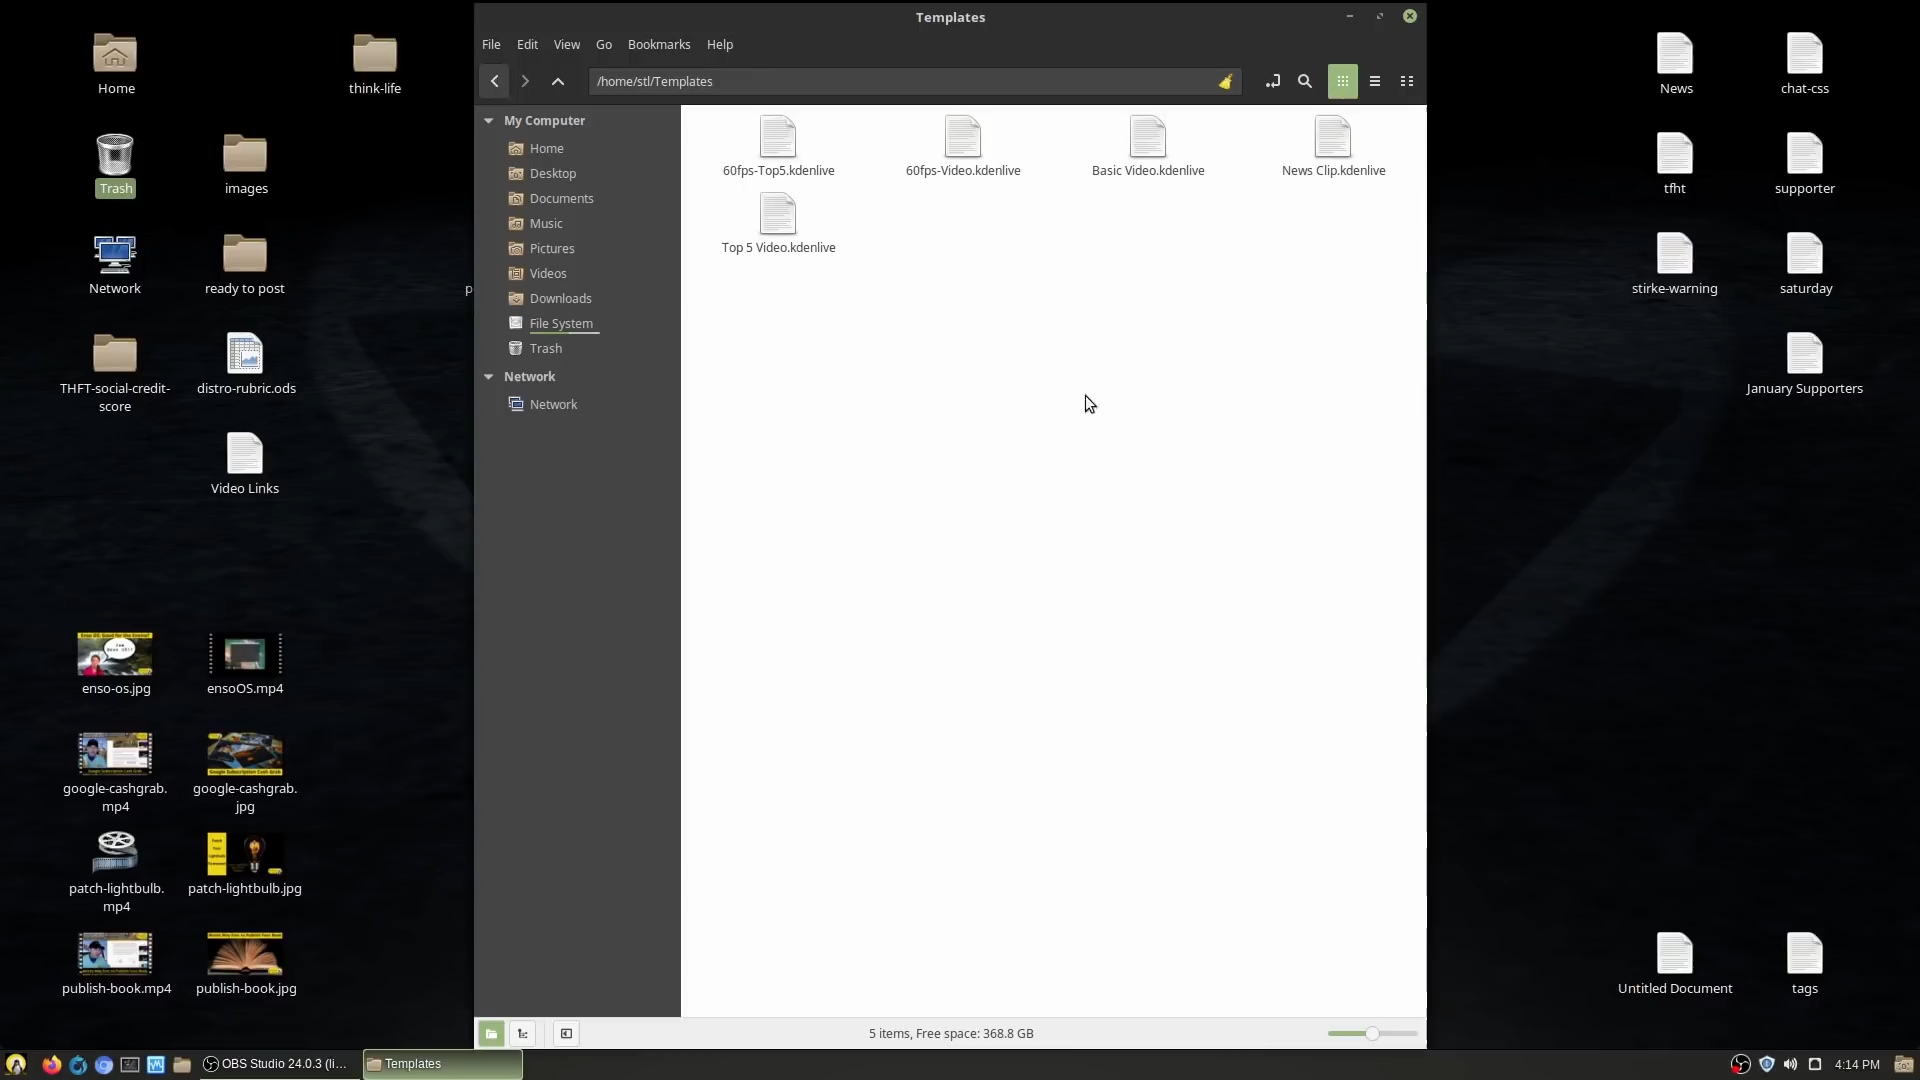 Templates
File Edit View Go Bookmarks Help
/home/stl/Templates
My Computer
Home
Desktop
Documents
Music
Pictures
Videos
Downloads
File System
Trash
Network
Network
60fps-Top5.kdenlive
60fps-Video.kdenlive
Basic Video.kdenlive
News Clip.kdenlive
Top 5 Video.kdenlive
5 items, Free space: 368.8 GB
Home
think-life
Trash
images
Network
ready to post
p
THFT-social-credit-
score
distro-rubric.ods
Video Links
enso-os.jpg
ensoOS.mp4
google-cashgrab.
mp4
google-cashgrab.
jpg
patch-lightbulb.
mp4
patch-lightbulb.jpg
publish-book.mp4
publish-book.jpg
News
chat-css
tfht
supporter
stirke-warning
saturday
January Supporters
Untitled Document
tags
OBS Studio 24.0.3 (li...
Templates
4:14 PM